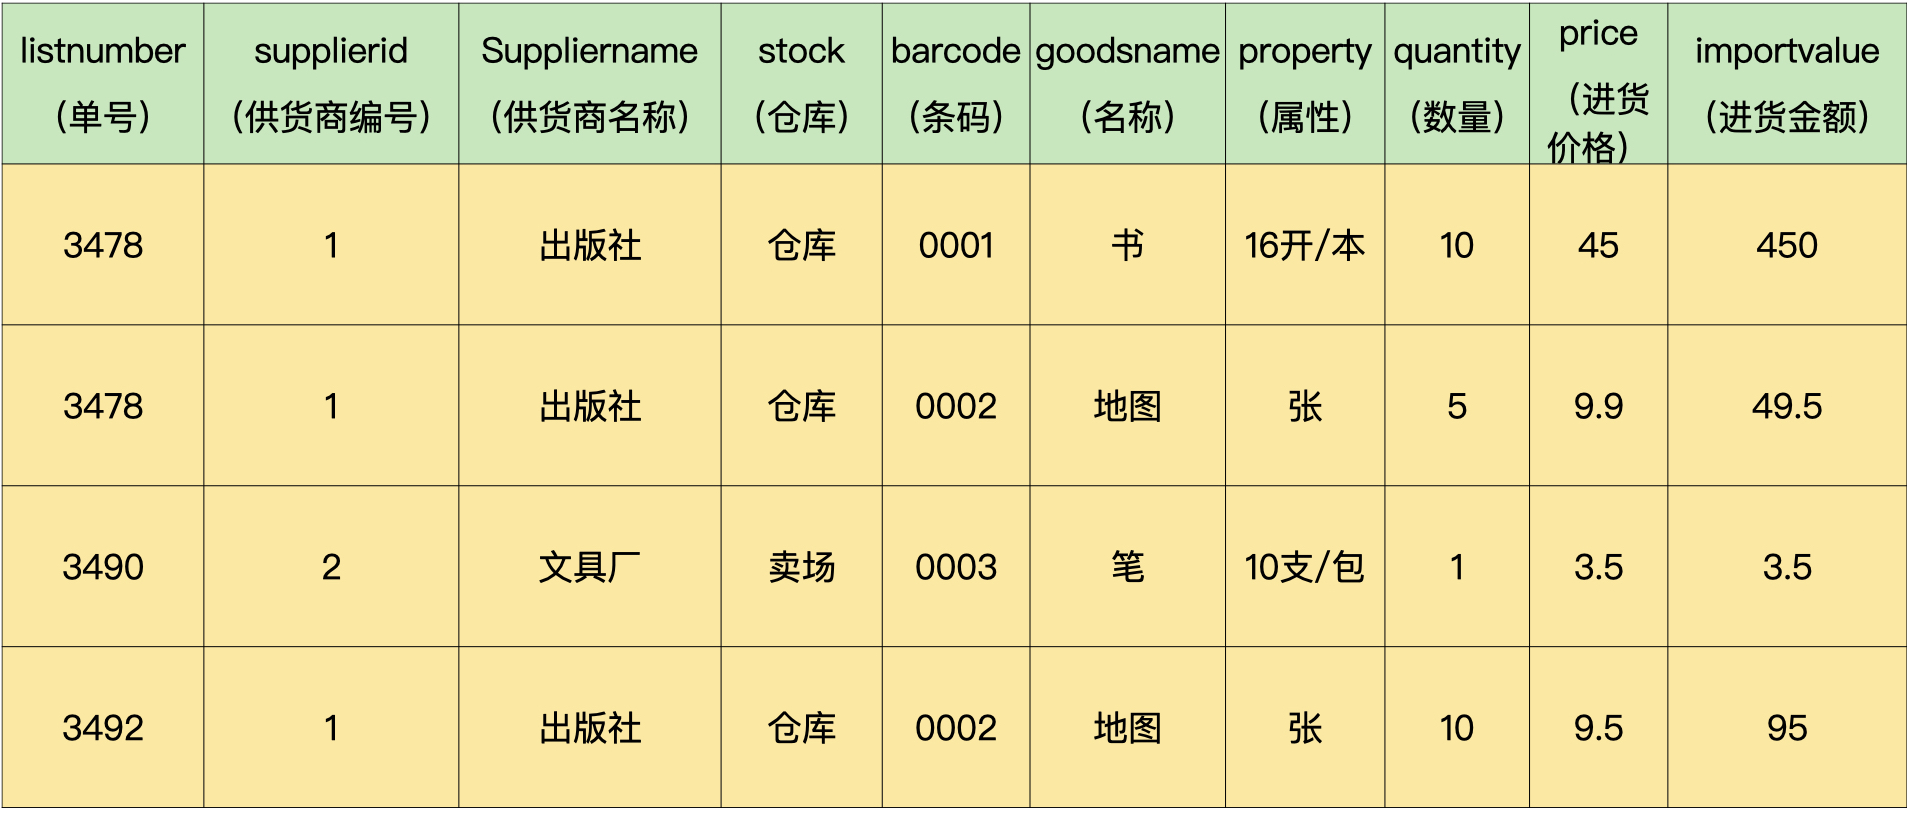 listnumber supplierid Suppliername stock barcode goodsname property quantity price importvalue
（单号） （供货商编号） （供货商名称） （仓库） （条码） （名称） （属性） （数量） （进货 （进货金额）
价格）
3478 1 出版社 仓库 0001 书 16开/本 10 45 450
3478 1 出版社 仓库 0002 地图 张 5 9.9 49.5
3490 2 文具厂 卖场 0003 笔 10支/包 1 3.5 3.5
3492 1 出版社 仓库 0002 地图 张 10 9.5 95